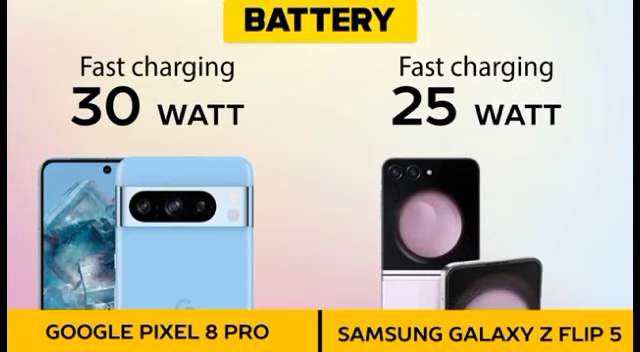 BATTERY
Fast charging
30 WATT
Fast charging
25 WATT
GOOGLE PIXEL 8 PRO
SAMSUNG GALAXY Z FLIP 5